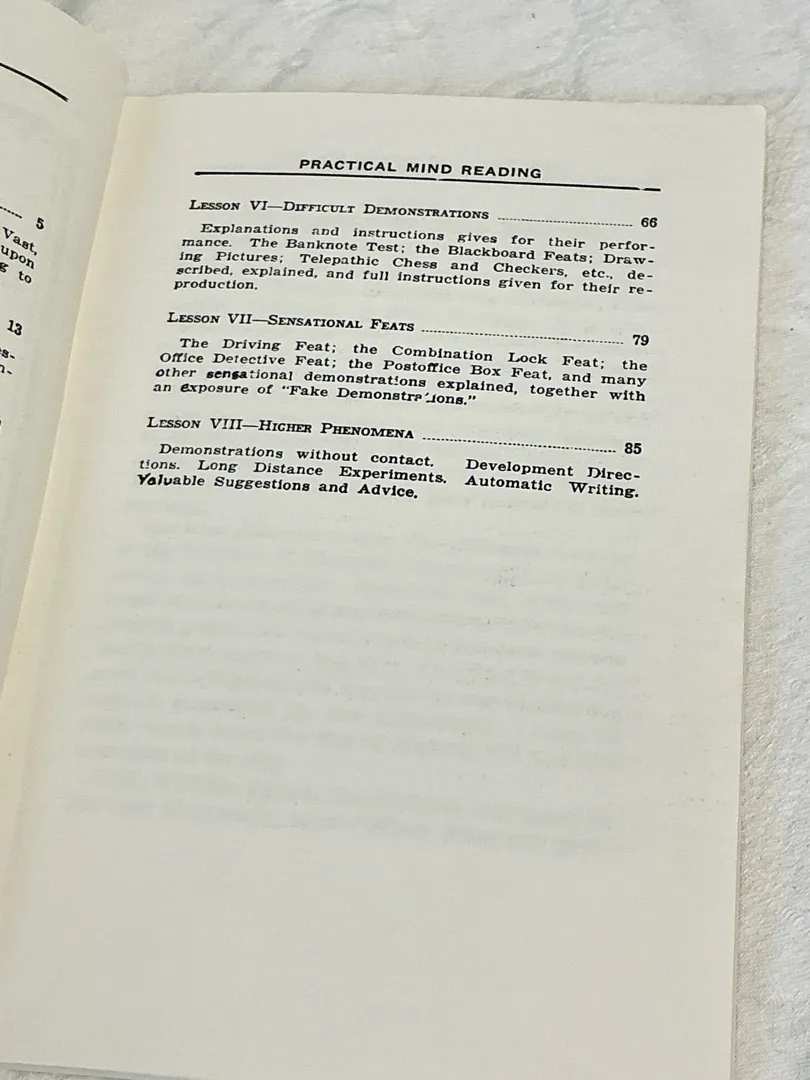 5
Vast,
upon
to
13
PRACTICAL MIND READING
LESSON VI—DIFFICULT DEMONSTRATIONS ............................ 66
Explanations and instructions gives for their perfor-
mance. The Banknote Test; the Blackboard Feats; Draw-
ing Pictures; Telepathic Chess and Checkers, etc., de-
scribed, explained, and full instructions given for their re-
production.
LESSON VII—SENSATIONAL FEATS ........................................ 79
The Driving Feat; the Combination Lock Feat; the
Office Detective Feat; the Postoffice Box Feat, and many
other sensational demonstrations explained, together with
an exposure of "Fake Demonstrations."
LESSON VIII—HIGHER PHENOMENA ........................................ 85
Demonstrations without contact. Development Direc-
tions. Long Distance Experiments. Automatic Writing.
Valuable Suggestions and Advice.